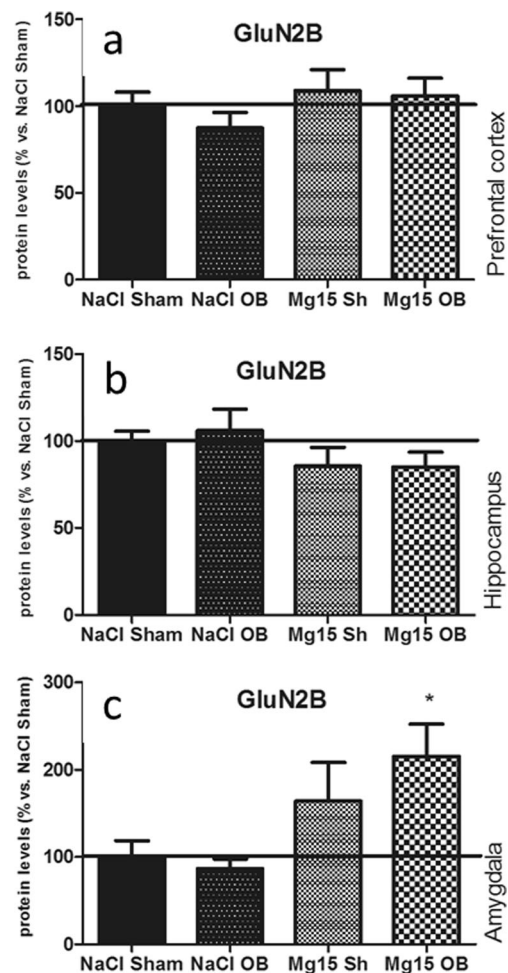 a
GluN2B
protein levels (% vs. NaCl Sham)
150
100
50
0
NaCl Sham NaCl OB Mg15 Sh Mg15 OB
Prefrontal cortex
b
GluN2B
protein levels (% vs. NaCl Sham)
150
100
50
0
NaCl Sham NaCl OB Mg15 Sh Mg15 OB
Hippocampus
c
GluN2B
*
protein levels (% vs. NaCl Sham)
300
200
100
0
NaCl Sham NaCl OB Mg15 Sh Mg15 OB
Amygdala